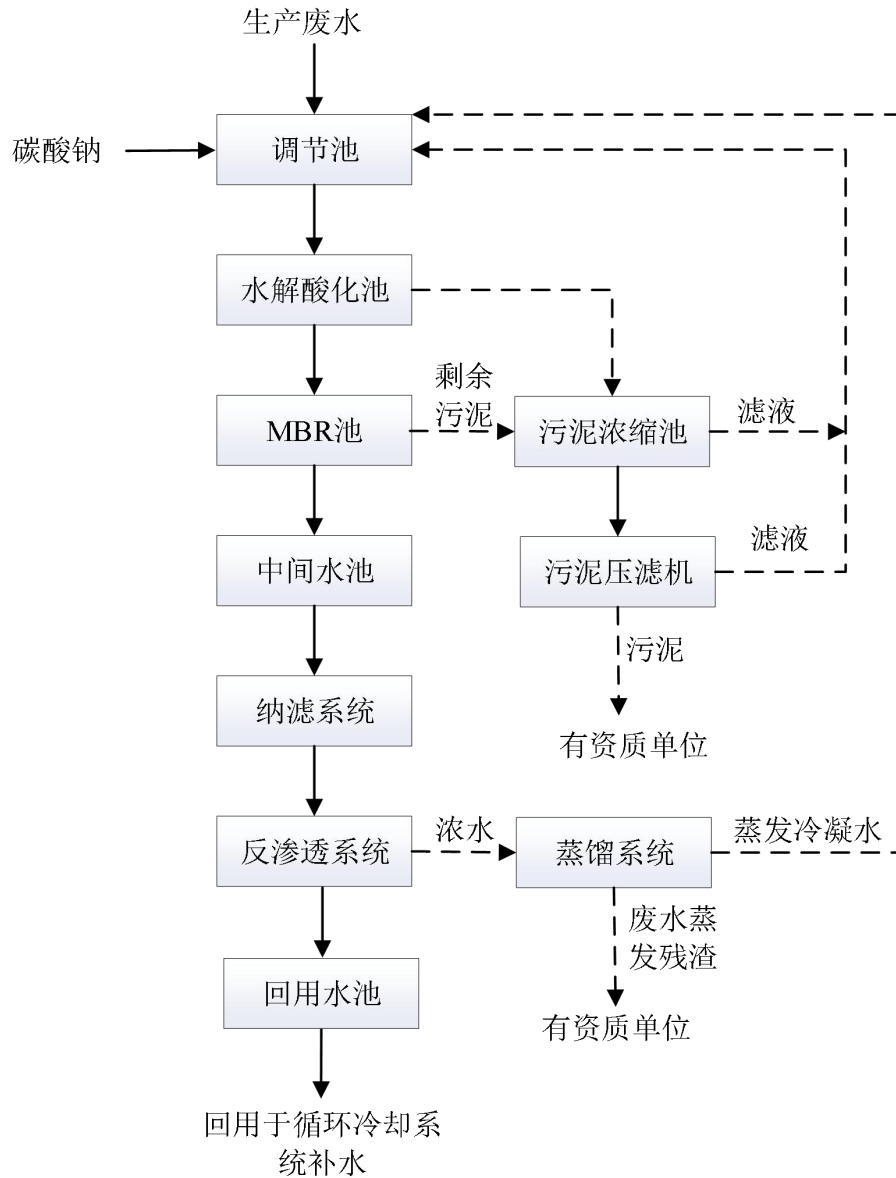 生产废水
碳酸钠
调节池
水解酸化池
剩余
污泥
MBR池
污泥浓缩池
滤液
中间水池
污泥压滤机
滤液
污泥
纳滤系统
有资质单位
反渗透系统
浓水
蒸馏系统
蒸发冷凝水
废水蒸
发残渣
回用水池
有资质单位
回用于循环冷却系
统补水